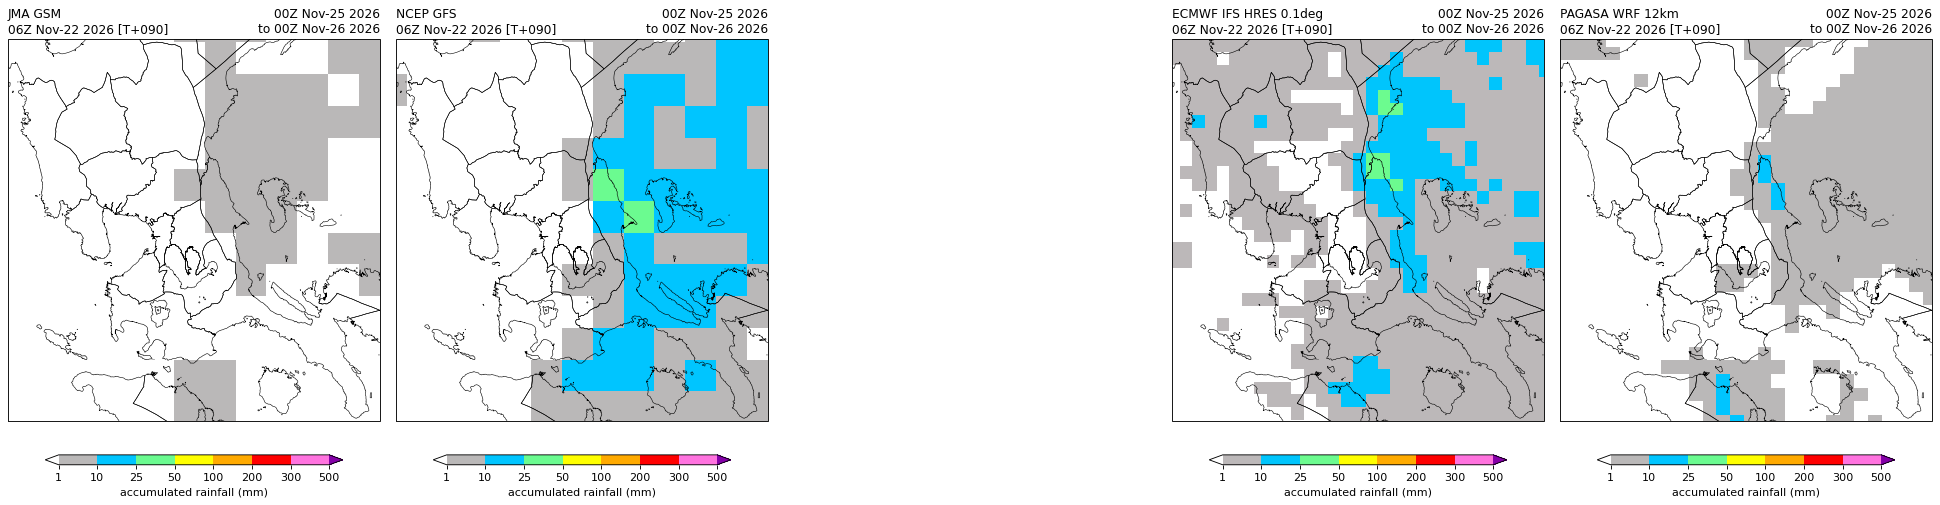 JMA GSM 00Z Nov-25 2026
06Z Nov-22 2026 [T+090] to 00Z Nov-26 2026
1 10 25 50 100 200 300 500
accumulated rainfall (mm)
NCEP GFS 00Z Nov-25 2026
06Z Nov-22 2026 [T+090] to 00Z Nov-26 2026
1 10 25 50 100 200 300 500
accumulated rainfall (mm)
ECMWF IFS HRES 0.1deg 00Z Nov-25 2026
06Z Nov-22 2026 [T+090] to 00Z Nov-26 2026
1 10 25 50 100 200 300 500
accumulated rainfall (mm)
PAGASA WRF 12km 00Z Nov-25 2026
06Z Nov-22 2026 [T+090] to 00Z Nov-26 2026
1 10 25 50 100 200 300 500
accumulated rainfall (mm)